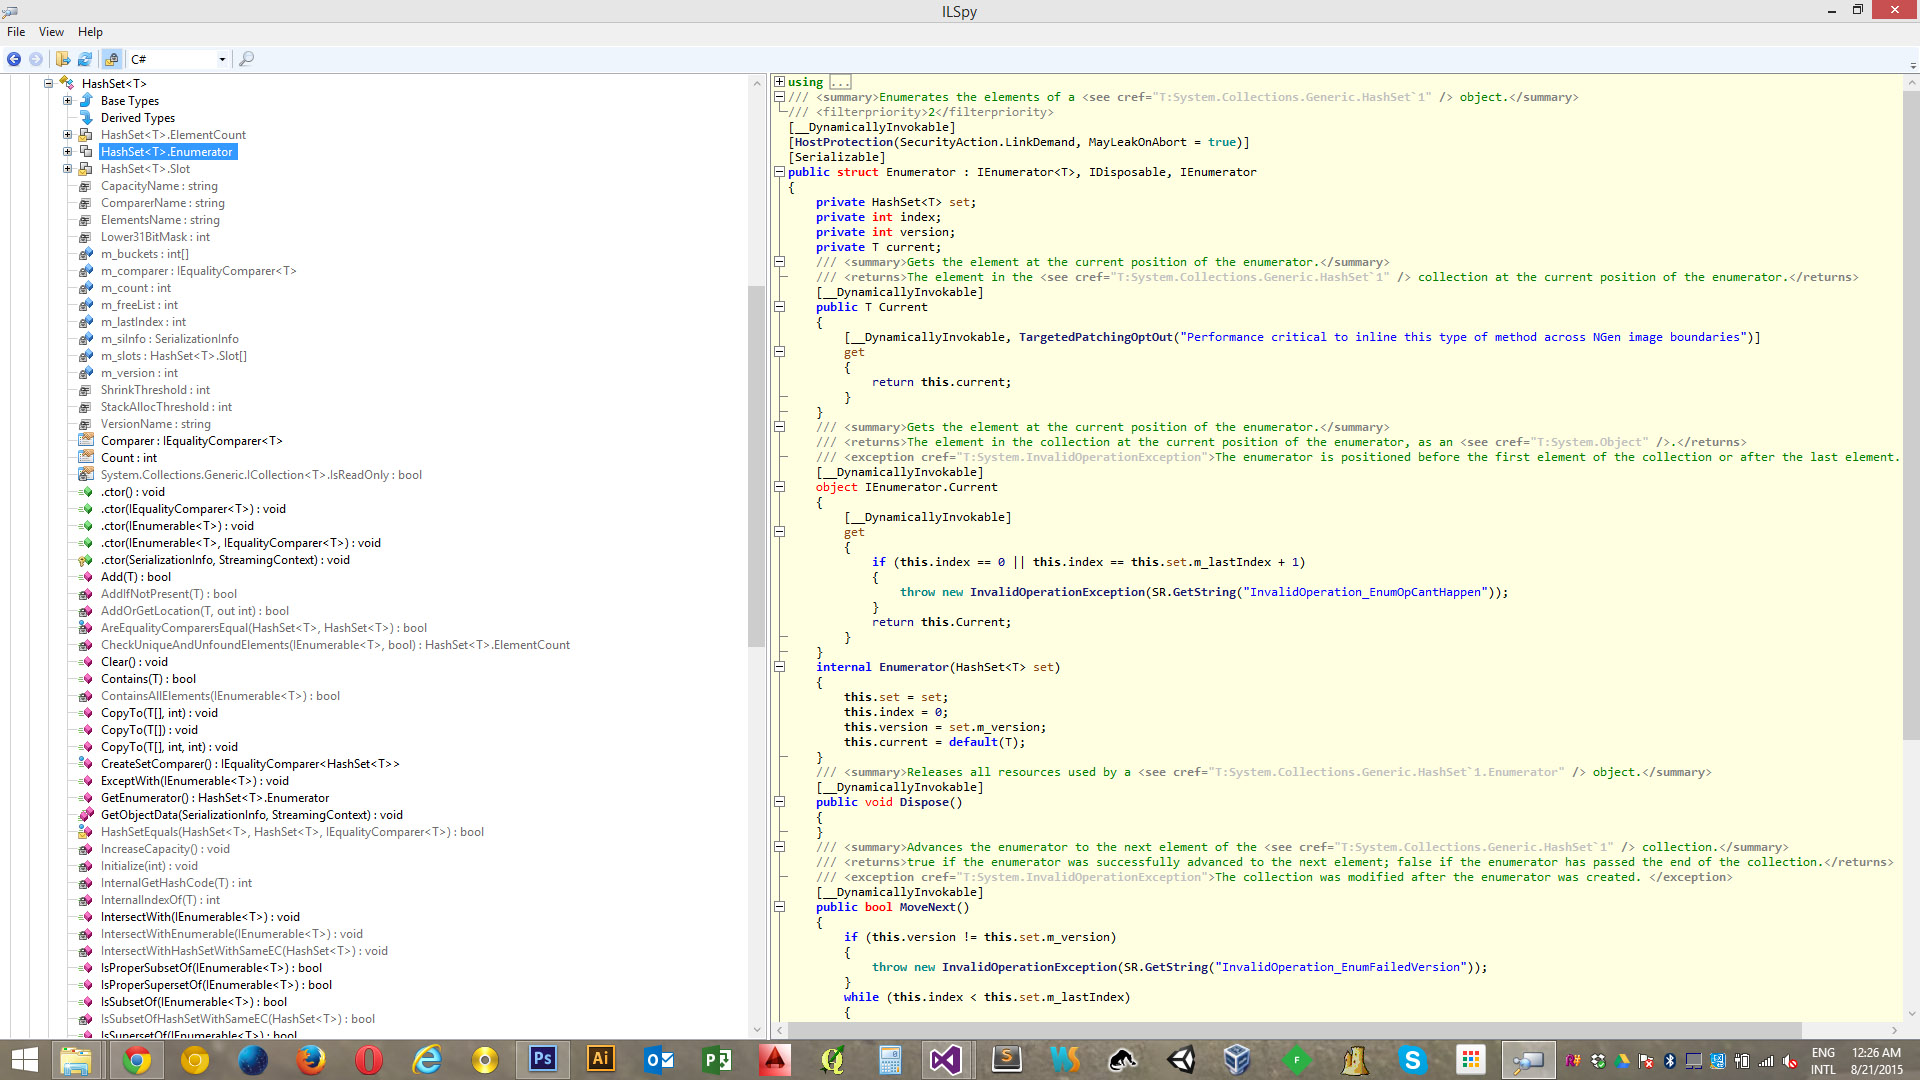 ILSpy
File View Help
C#
HashSet<T>
Base Types
Derived Types
HashSet<T>.ElementCount
HashSet<T>.Enumerator
HashSet<T>.Slot
CapacityName : string
ComparerName : string
ElementsName : string
Lower31BitMask : int
m_buckets : int[]
m_comparer : IEqualityComparer<T>
m_count : int
m_freeList : int
m_lastIndex : int
m_siInfo : SerializationInfo
m_slots : HashSet<T>.Slot[]
m_version : int
ShrinkThreshold : int
StackAllocThreshold : int
VersionName : string
Comparer : IEqualityComparer<T>
Count : int
System.Collections.Generic.ICollection<T>.IsReadOnly : bool
.ctor() : void
.ctor(IEqualityComparer<T>) : void
.ctor(IEnumerable<T>) : void
.ctor(IEnumerable<T>, IEqualityComparer<T>) : void
.ctor(SerializationInfo, StreamingContext) : void
Add(T) : bool
AddIfNotPresent(T) : bool
AddOrGetLocation(T, out int) : bool
AreEqualityComparersEqual(HashSet<T>, HashSet<T>) : bool
CheckUniqueAndUnfoundElements(IEnumerable<T>, bool) : HashSet<T>.ElementCount
Clear() : void
Contains(T) : bool
ContainsAllElements(IEnumerable<T>) : bool
CopyTo(T[], int) : void
CopyTo(T[]) : void
CopyTo(T[], int, int) : void
CreateSetComparer() : IEqualityComparer<HashSet<T>>
ExceptWith(IEnumerable<T>) : void
GetEnumerator() : HashSet<T>.Enumerator
GetObjectData(SerializationInfo, StreamingContext) : void
HashSetEquals(HashSet<T>, HashSet<T>, IEqualityComparer<T>) : bool
IncreaseCapacity() : void
Initialize(int) : void
InternalGetHashCode(T) : int
InternalIndexOf(T) : int
IntersectWith(IEnumerable<T>) : void
IntersectWithEnumerable(IEnumerable<T>) : void
IntersectWithHashSetWithSameEC(HashSet<T>) : void
IsProperSubsetOf(IEnumerable<T>) : bool
IsProperSupersetOf(IEnumerable<T>) : bool
IsSubsetOf(IEnumerable<T>) : bool
IsSubsetOfHashSetWithSameEC(HashSet<T>) : bool
IsSupersetOf(IEnumerable<T>) : bool
using ...
/// <summary>Enumerates the elements of a <see cref="T:System.Collections.Generic.HashSet`1" /> object.</summary>
/// <filterpriority>2</filterpriority>
[__DynamicallyInvokable]
[HostProtection(SecurityAction.LinkDemand, MayLeakOnAbort = true)]
[Serializable]
public struct Enumerator : IEnumerator<T>, IDisposable, IEnumerator
{
private HashSet<T> set;
private int index;
private int version;
private T current;
/// <summary>Gets the element at the current position of the enumerator.</summary>
/// <returns>The element in the <see cref="T:System.Collections.Generic.HashSet`1" /> collection at the current position of the enumerator.</returns>
[__DynamicallyInvokable]
public T Current
{
[__DynamicallyInvokable, TargetedPatchingOptOut("Performance critical to inline this type of method across NGen image boundaries")]
get
{
return this.current;
}
}
/// <summary>Gets the element at the current position of the enumerator.</summary>
/// <returns>The element in the collection at the current position of the enumerator, as an <see cref="T:System.Object" />.</returns>
/// <exception cref="T:System.InvalidOperationException">The enumerator is positioned before the first element of the collection or after the last element.
[__DynamicallyInvokable]
object IEnumerator.Current
{
[__DynamicallyInvokable]
get
{
if (this.index == 0 || this.index == this.set.m_lastIndex + 1)
{
throw new InvalidOperationException(SR.GetString("InvalidOperation_EnumOpCantHappen"));
}
return this.Current;
}
}
internal Enumerator(HashSet<T> set)
{
this.set = set;
this.index = 0;
this.version = set.m_version;
this.current = default(T);
}
/// <summary>Releases all resources used by a <see cref="T:System.Collections.Generic.HashSet`1.Enumerator" /> object.</summary>
[__DynamicallyInvokable]
public void Dispose()
{
}
/// <summary>Advances the enumerator to the next element of the <see cref="T:System.Collections.Generic.HashSet`1" /> collection.</summary>
/// <returns>true if the enumerator was successfully advanced to the next element; false if the enumerator has passed the end of the collection.</returns>
/// <exception cref="T:System.InvalidOperationException">The collection was modified after the enumerator was created. </exception>
[__DynamicallyInvokable]
public bool MoveNext()
{
if (this.version != this.set.m_version)
{
throw new InvalidOperationException(SR.GetString("InvalidOperation_EnumFailedVersion"));
}
while (this.index < this.set.m_lastIndex)
{
Ps Ai
ENG 12:26 AM
INTL 8/21/2015